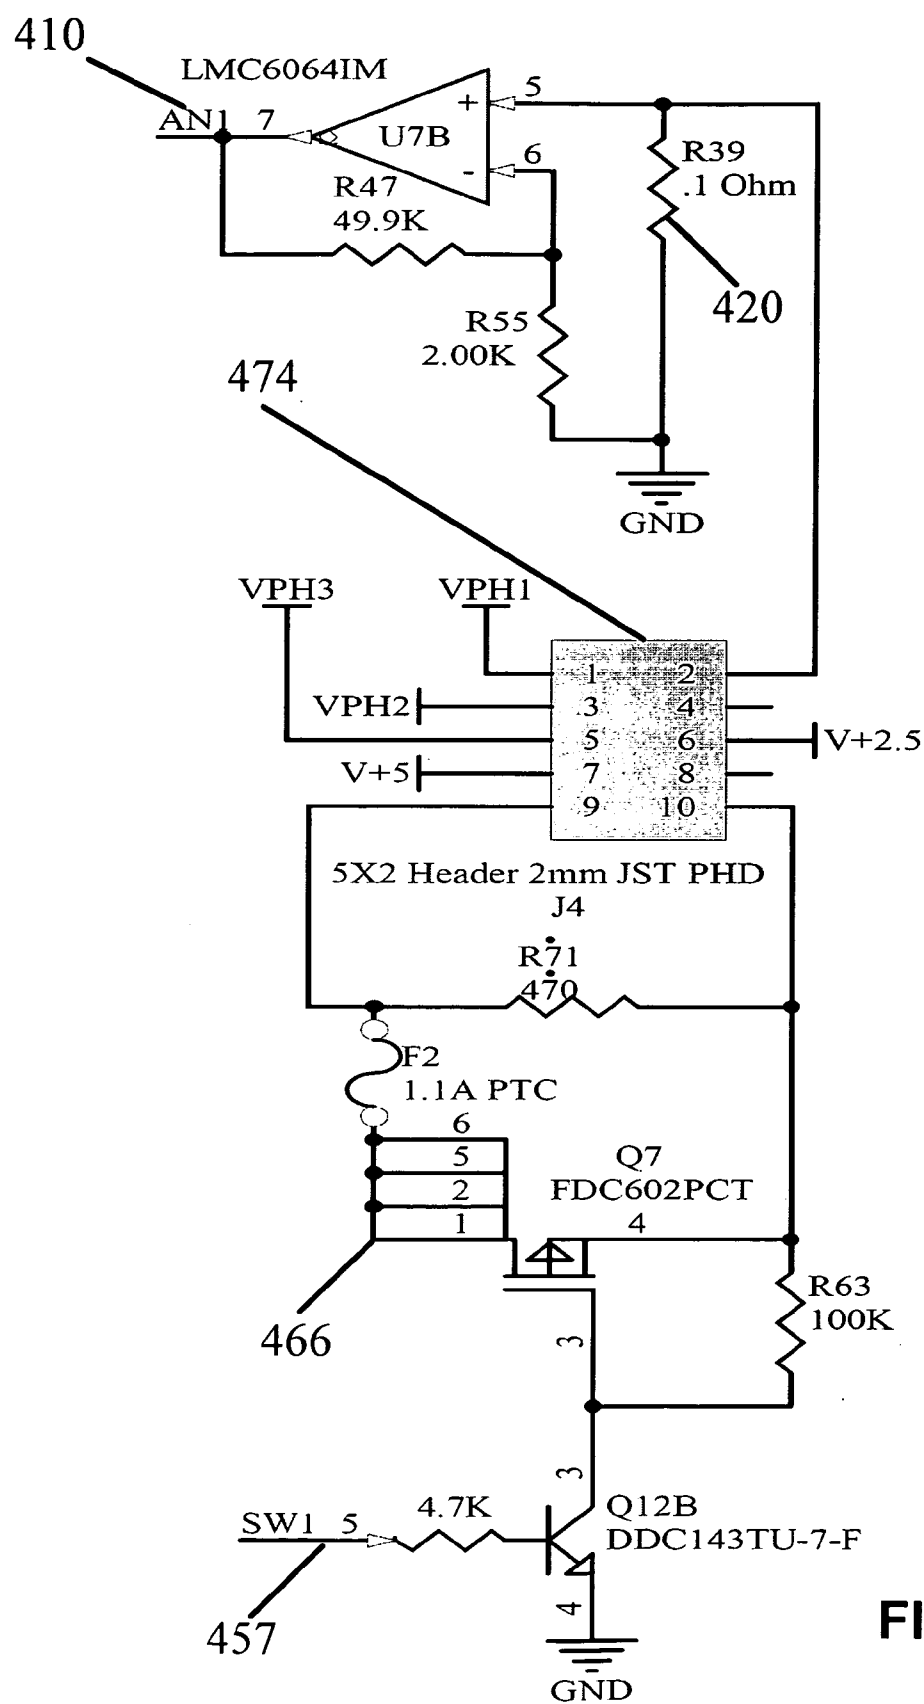 410
LMC6064IM
AN1 7
+ 5
U7B
- 6
R47
49.9K
R39
.1 Ohm
420
R55
2.00K
474
GND
VPH3
VPH1
1 2
VPH2 3 4
5 6 V+2.5
V+5 7 8
9 10
5X2 Header 2mm JST PHD
J4
R71
470
F2
1.1A PTC
6
5
2
1
Q7
FDC602PCT
4
466
R63
100K
3
3
SW1 5
4.7K
Q12B
DDC143TU-7-F
4
457
GND